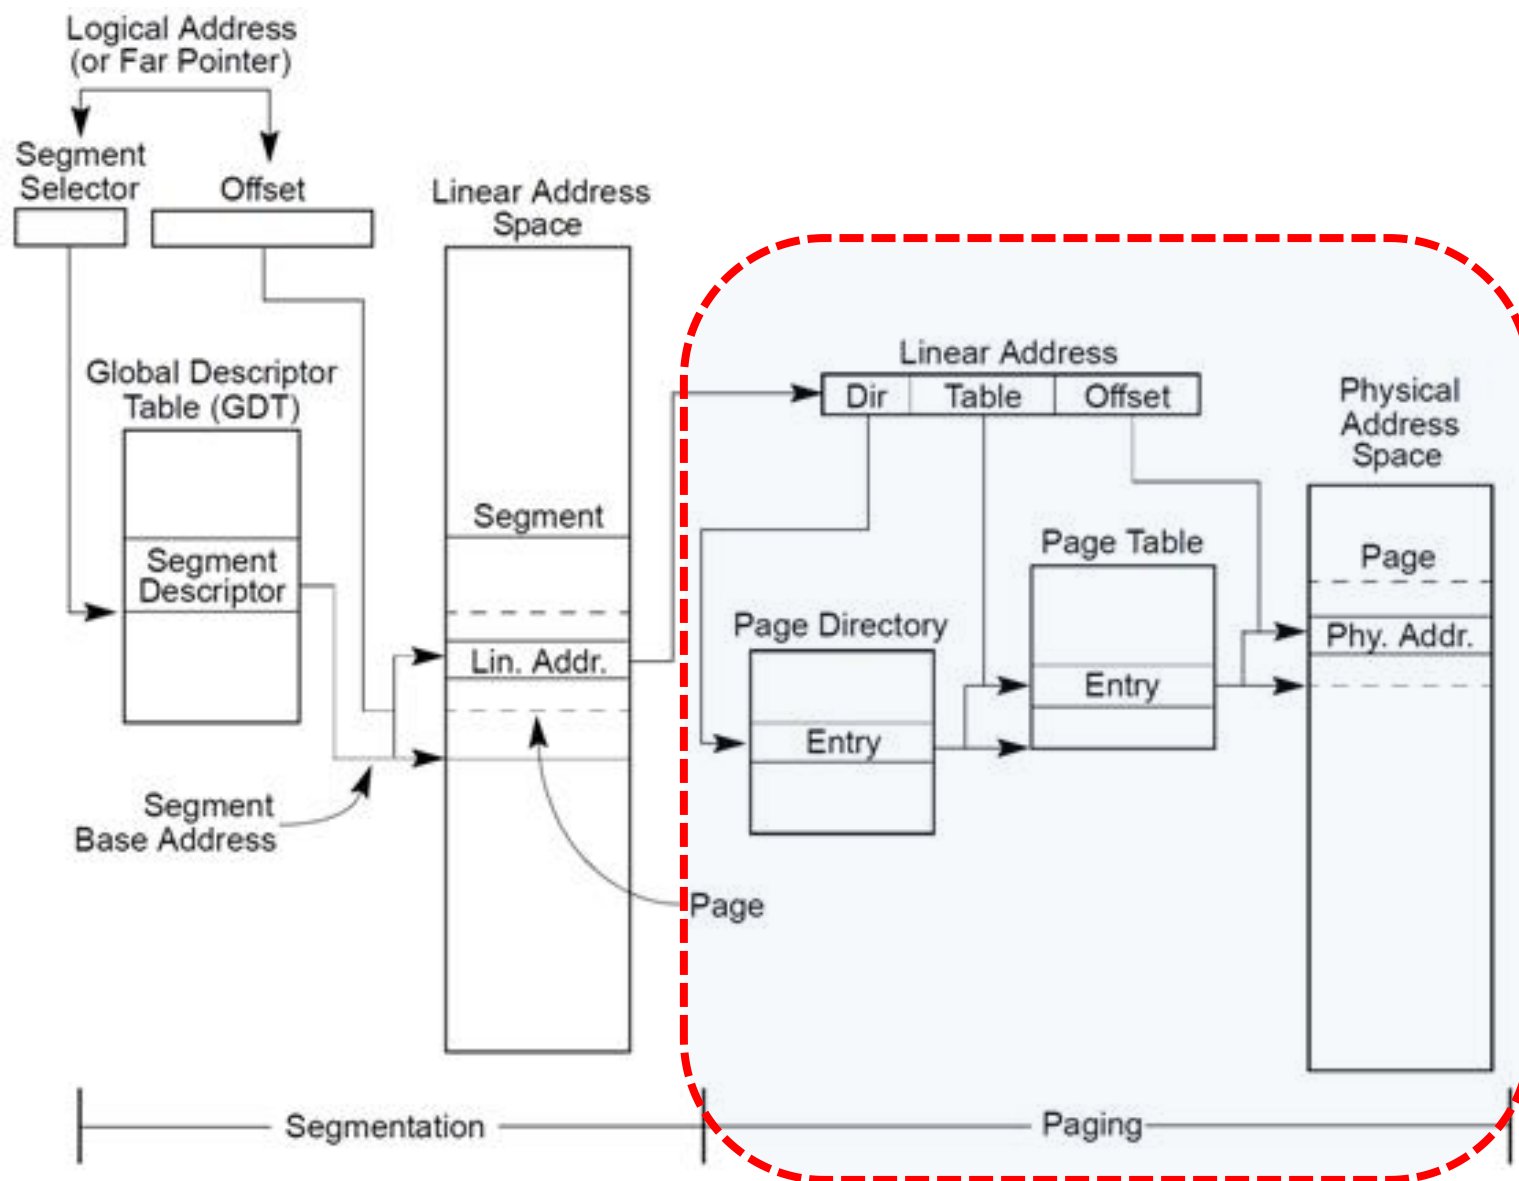 Logical Address
(or Far Pointer)
Segment
Selector
Offset
Linear Address
Space
Global Descriptor
Table (GDT)
Segment
Descriptor
Segment
Base Address
Segment
Lin. Addr.
Page
Linear Address
Dir
Table
Offset
Page Directory
Entry
Page Table
Entry
Physical
Address
Space
Page
Phy. Addr.
Segmentation
Paging